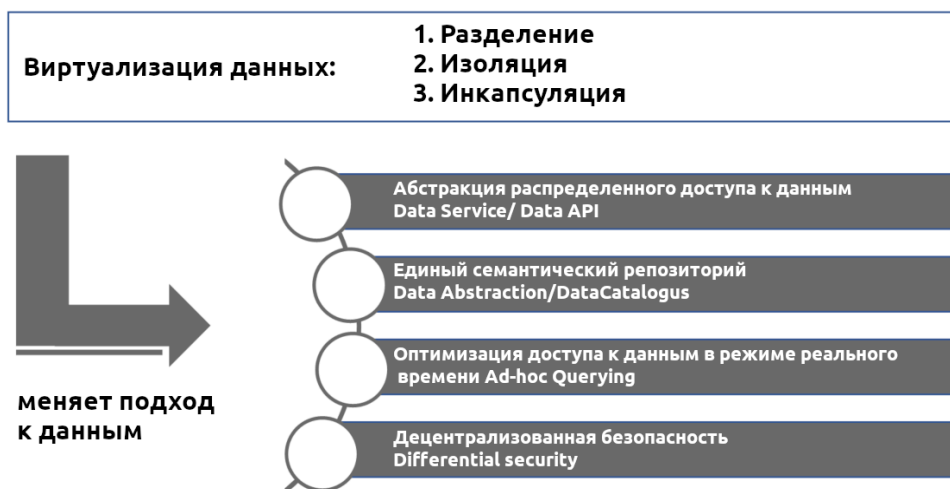 Виртуализация данных:
1. Разделение
2. Изоляция
3. Инкапсуляция
Абстракция распределенного доступа к данным
Data Service/ Data API
Единый семантический репозиторий
Data Abstraction/DataCatalogus
Оптимизация доступа к данным в режиме реального
времени Ad-hoc Querying
меняет подход
к данным
Децентрализованная безопасность
Differential security